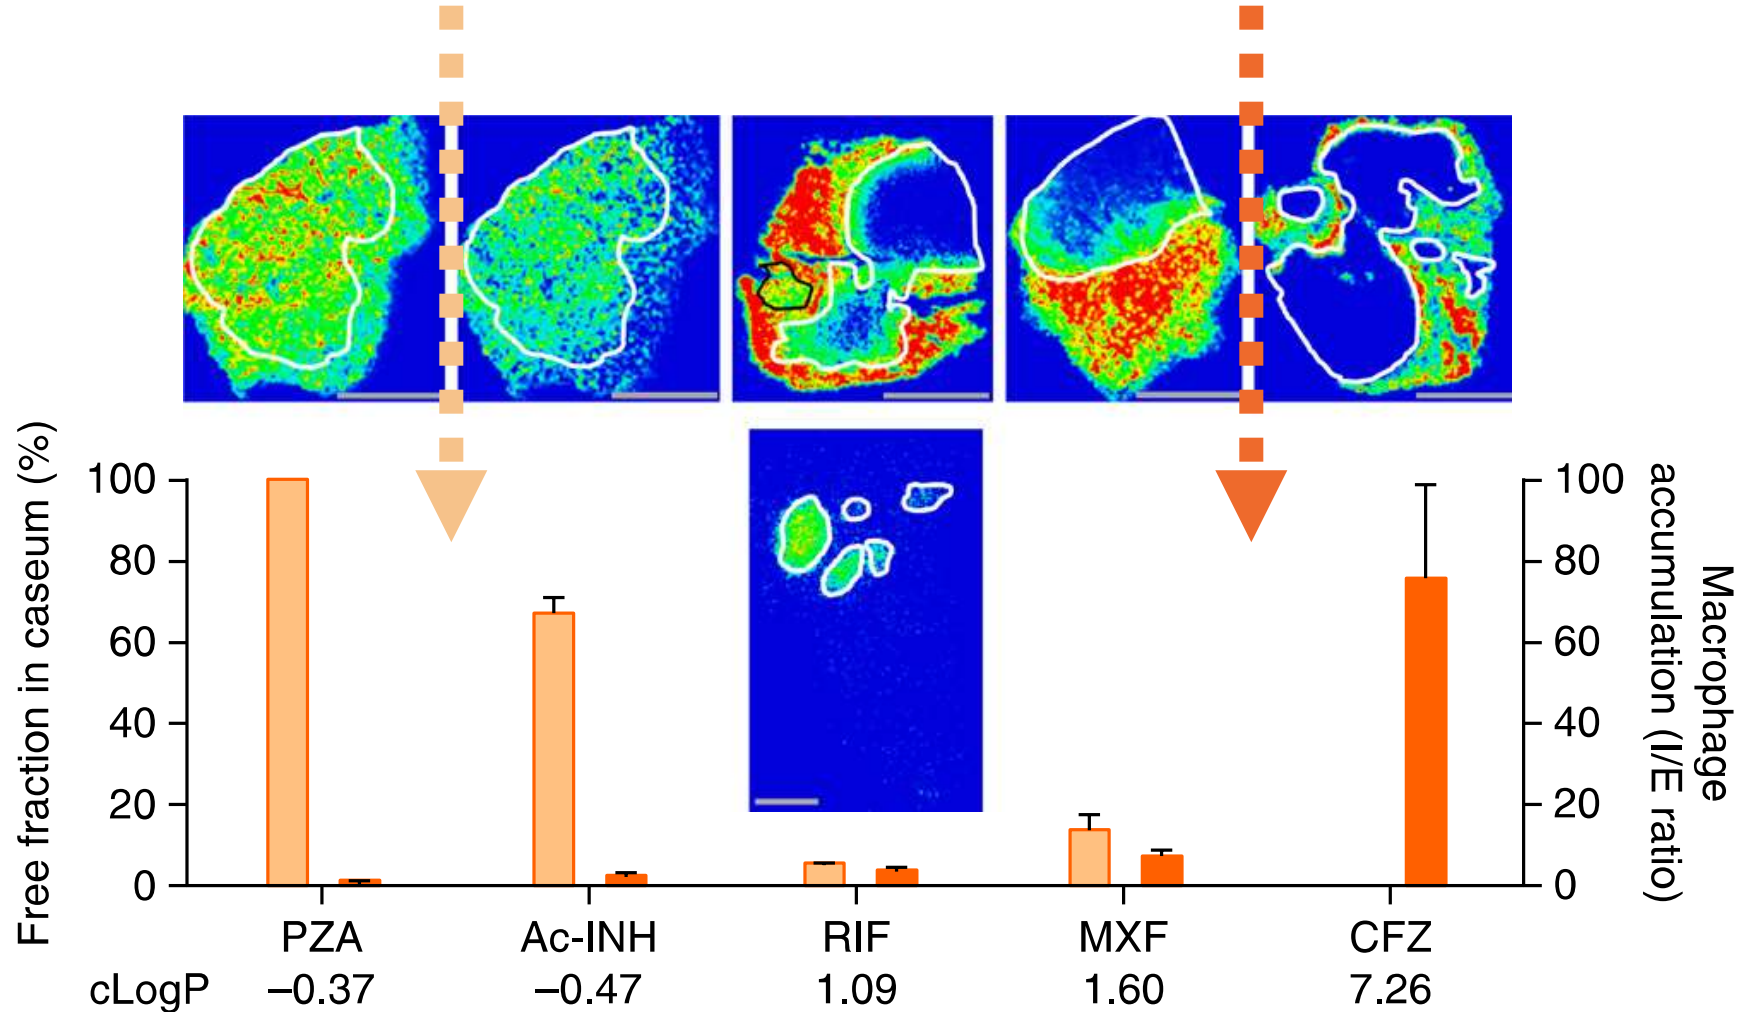 Free fraction in caseum (%)
100
80
60
40
20
0
100
80
60
40
20
0
Macrophage
accumulation (I/E ratio)
PZA Ac-INH RIF MXF CFZ
cLogP –0.37 –0.47 1.09 1.60 7.26